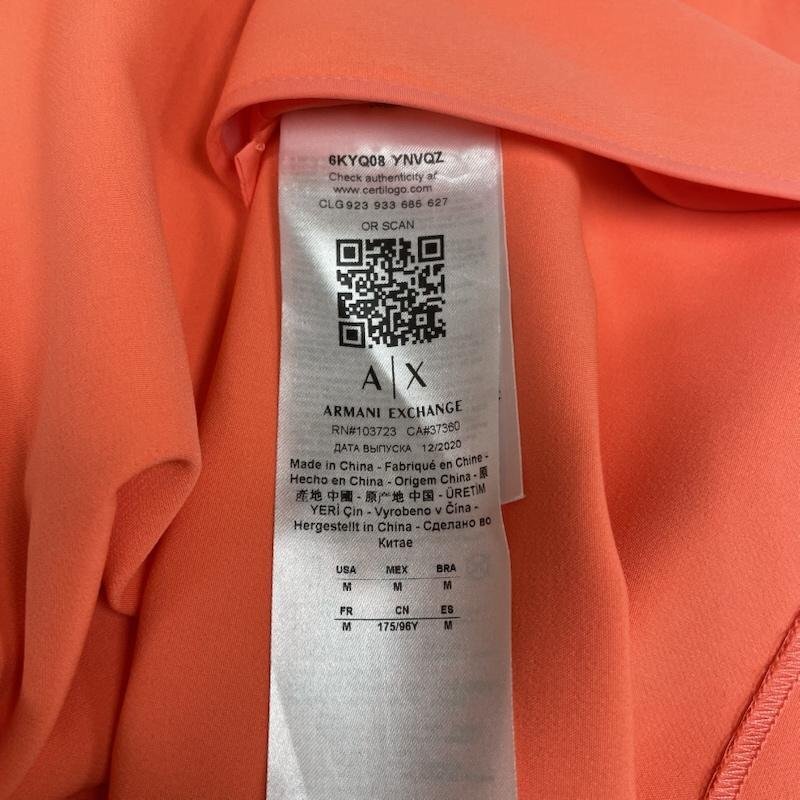 6KYQ08 YNVQZ
Check authenticity at
www.certilogo.com
CLG 923 933 685 627
OR SCAN
A|X
ARMANI EXCHANGE
RN#103723 CA#37360
ДАТА ВЫПУСКА 12/2020
Made in China - Fabriqué en Chine -
Hecho en China - Origem China - 原
產地 中國 - 原产地 中国 - ÜRETİM
YERİ Çin - Vyrobeno v Čína -
Hergestellt in China - Сделано во
Китае
USA MEX BRA
M M M
FR CN ES
M 175/96Y M